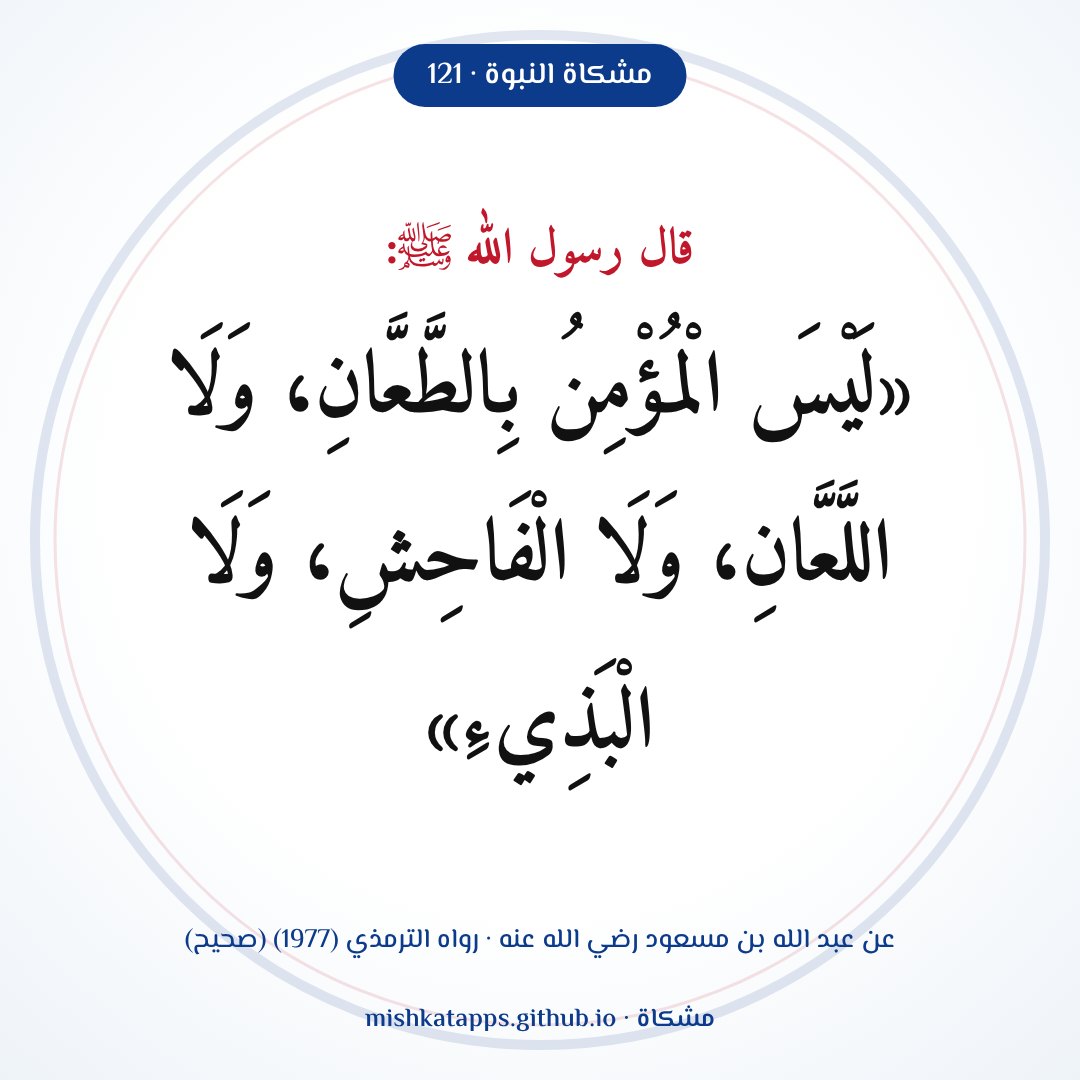 مشكاة النبوة · 121
قال رسول الله ﷺ:
«لَيْسَ الْمُؤْمِنُ بِالطَّعَّانِ، وَلَا
اللَّعَّانِ، وَلَا الْفَاحِشِ، وَلَا
الْبَذِيءِ»
عن عبد الله بن مسعود رضي الله عنه · رواه الترمذي (1977) (صحيح)
مشكاة · mishkatapps.github.io